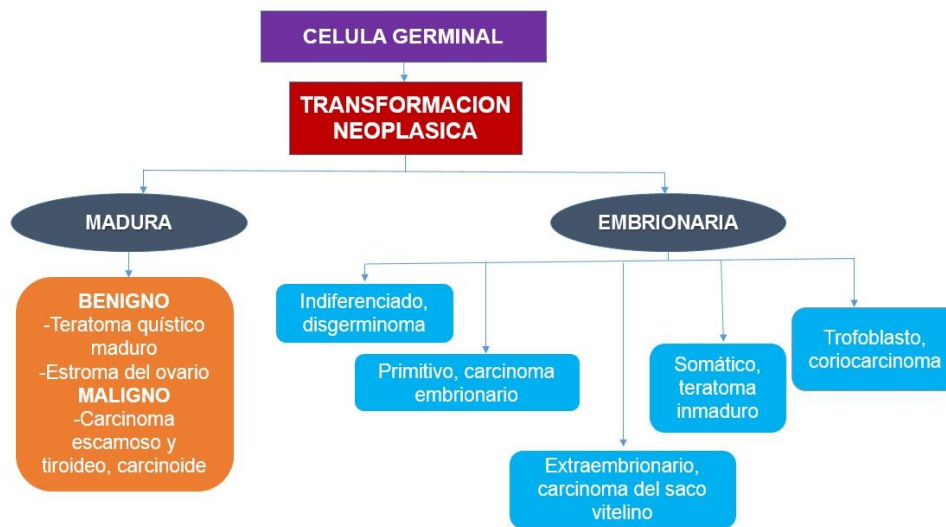 CELULA GERMINAL
TRANSFORMACION
NEOPLASICA
MADURA
EMBRIONARIA
BENIGNO
-Teratoma quístico
maduro
-Estroma del ovario
MALIGNO
-Carcinoma
escamoso y
tiroideo, carcinoide
Indiferenciado,
disgerminoma
Primitivo, carcinoma
embrionario
Extraembrionario,
carcinoma del saco
vitelino
Somático,
teratoma
inmaduro
Trofoblasto,
coriocarcinoma